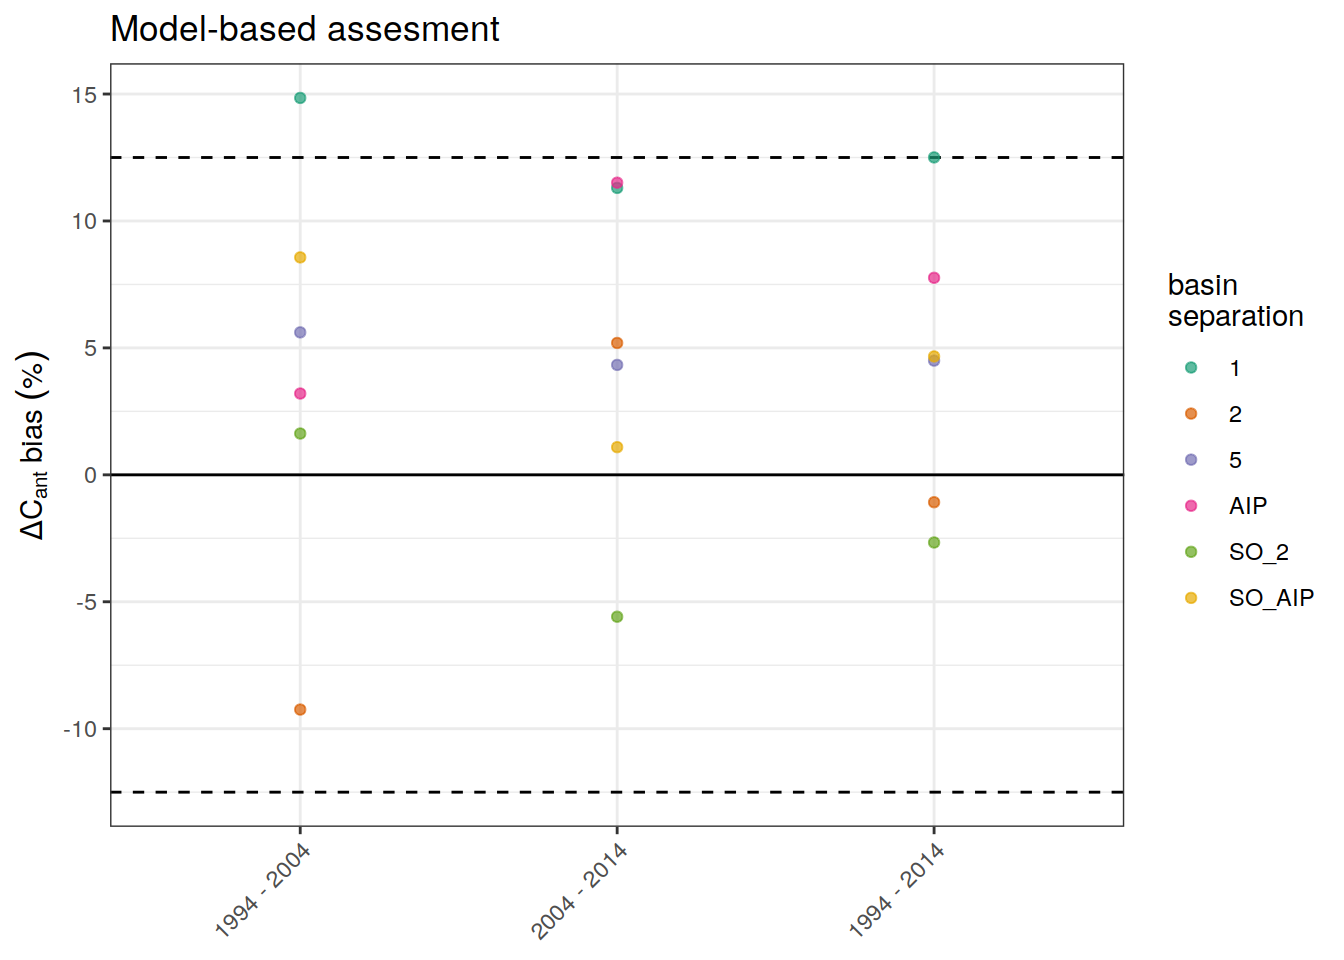 Model-based assesment
15
10
5
0
-5
-10
ΔCant bias (%)
1994 - 2004
2004 - 2014
1994 - 2014
basin
separation
1
2
5
AIP
SO_2
SO_AIP